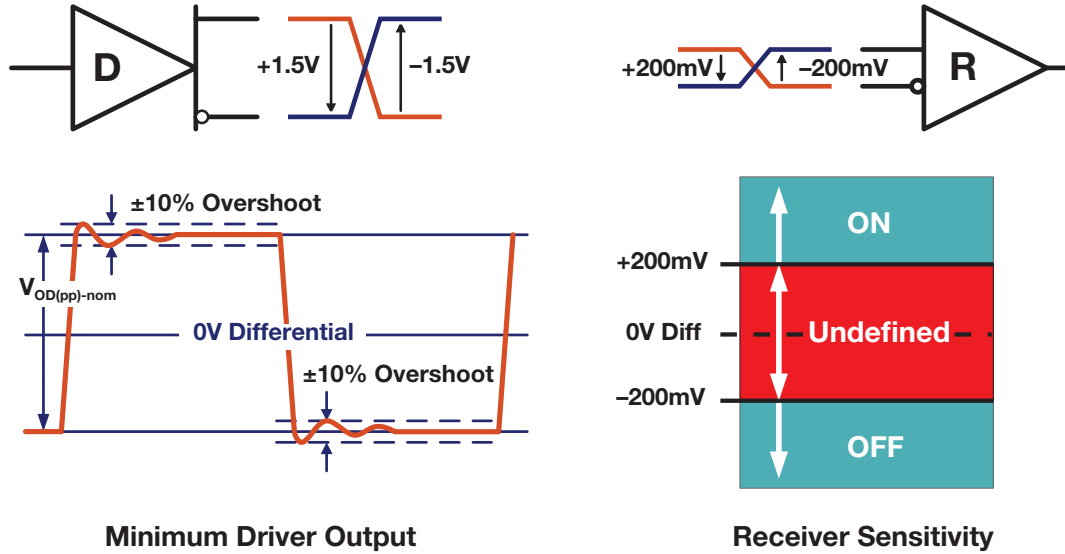 D
+1.5V
−1.5V
+200mV
−200mV
R
±10% Overshoot
VOD(pp)-nom
0V Differential
±10% Overshoot
Minimum Driver Output
ON
+200mV
0V Diff
Undefined
−200mV
OFF
Receiver Sensitivity